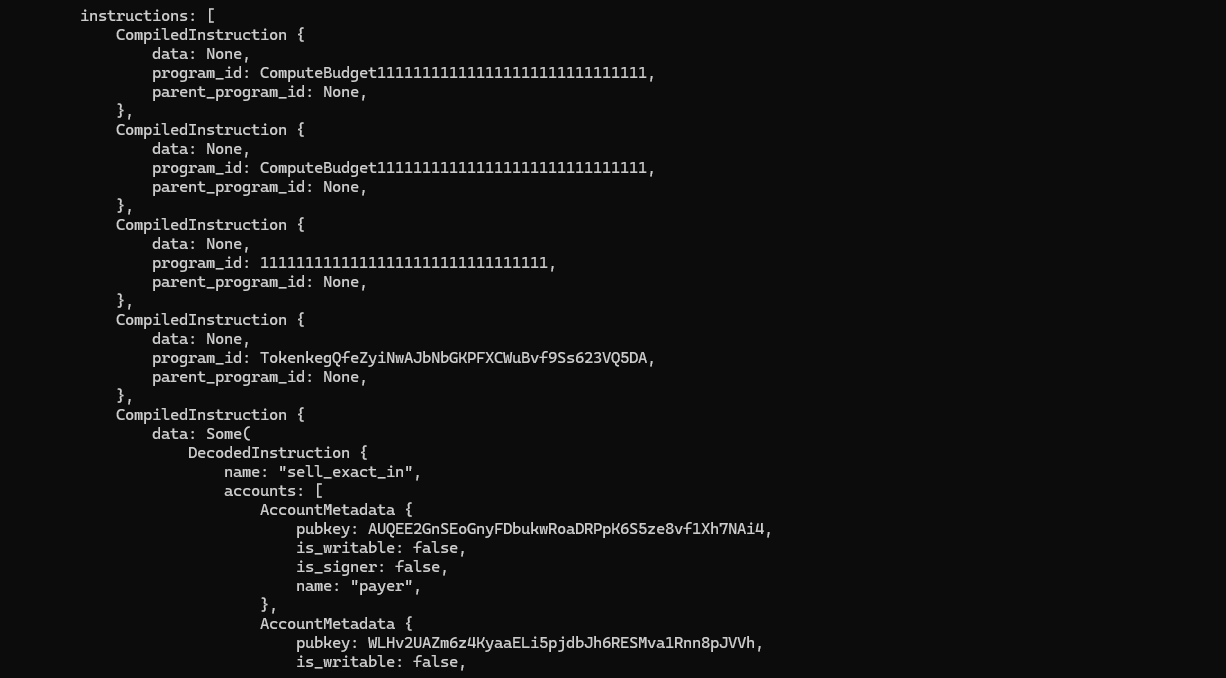 instructions: [
CompiledInstruction {
data: None,
program_id: ComputeBudget111111111111111111111111111111,
parent_program_id: None,
},
CompiledInstruction {
data: None,
program_id: ComputeBudget111111111111111111111111111111,
parent_program_id: None,
},
CompiledInstruction {
data: None,
program_id: 11111111111111111111111111111111,
parent_program_id: None,
},
CompiledInstruction {
data: None,
program_id: TokenkegQfeZyiNwAJbNbGKPFXCWuBvf9Ss623VQ5DA,
parent_program_id: None,
},
CompiledInstruction {
data: Some(
DecodedInstruction {
name: "sell_exact_in",
accounts: [
AccountMetadata {
pubkey: AUQEE2GnSEoGnyFDbukwRoaDRPpK6S5ze8vf1Xh7NAi4,
is_writable: false,
is_signer: false,
name: "payer",
},
AccountMetadata {
pubkey: WLHv2UAZm6z4KyaaELi5pjdbJh6RESMva1Rnn8pJVVh,
is_writable: false,